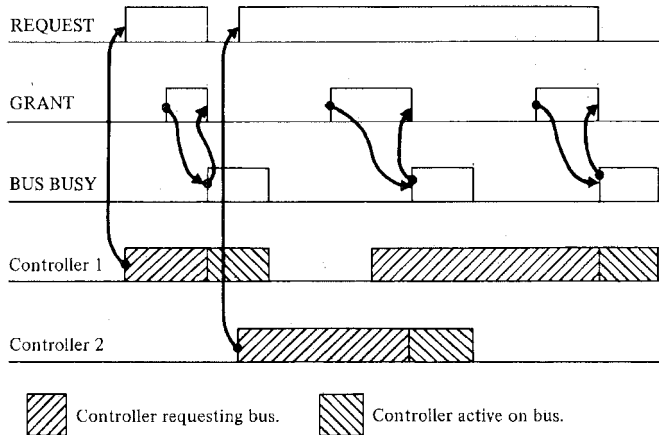 REQUEST
GRANT
BUS BUSY
Controller 1
Controller 2
Controller requesting bus.
Controller active on bus.